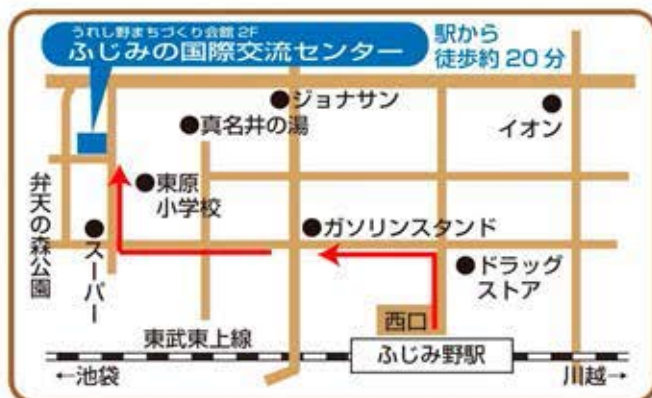 うれし野まちづくり会館 2F
ふじみの国際交流センター
駅から
徒歩約 20 分
●ジョナサン
●真名井の湯
イオン
●東原
小学校
弁天の森公園
●スーパー
●ガソリンスタンド
●ドラッグ
ストア
西口
東武東上線
ふじみ野駅
←池袋
川越→